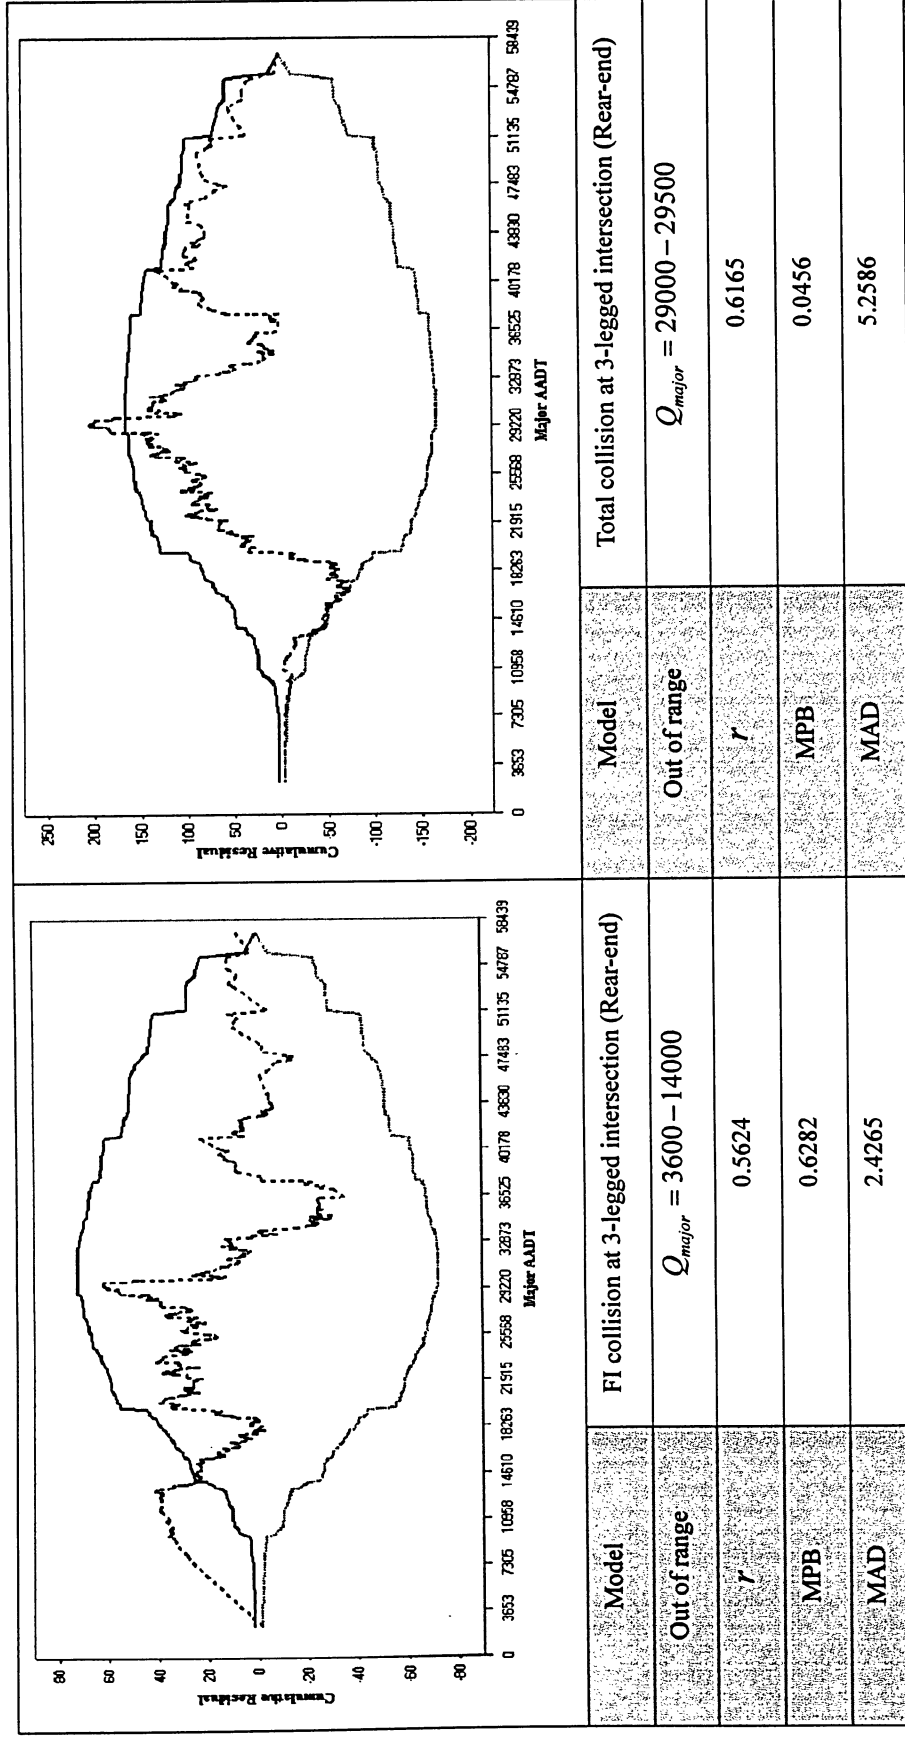 80
60
40
20
0
-20
-40
-60
-80
Cumulative Residual
0 3653 7305 10958 14610 18263 21915 25568 29220 32873 36525 40178 43830 47483 51135 54787 58439
Major AADT
250
200
150
100
50
0
-50
-100
-150
-200
Cumulative Residual
0 3653 7305 10958 14610 18263 21915 25568 29220 32873 36525 40178 43830 47483 51135 54787 58439
Major AADT
Model FI collision at 3-legged intersection (Rear-end) Model Total collision at 3-legged intersection (Rear-end)
Out of range Qmajor = 3600−14000 Out of range Qmajor = 29000−29500
r 0.5624 r 0.6165
MPB 0.6282 MPB 0.0456
MAD 2.4265 MAD 5.2586